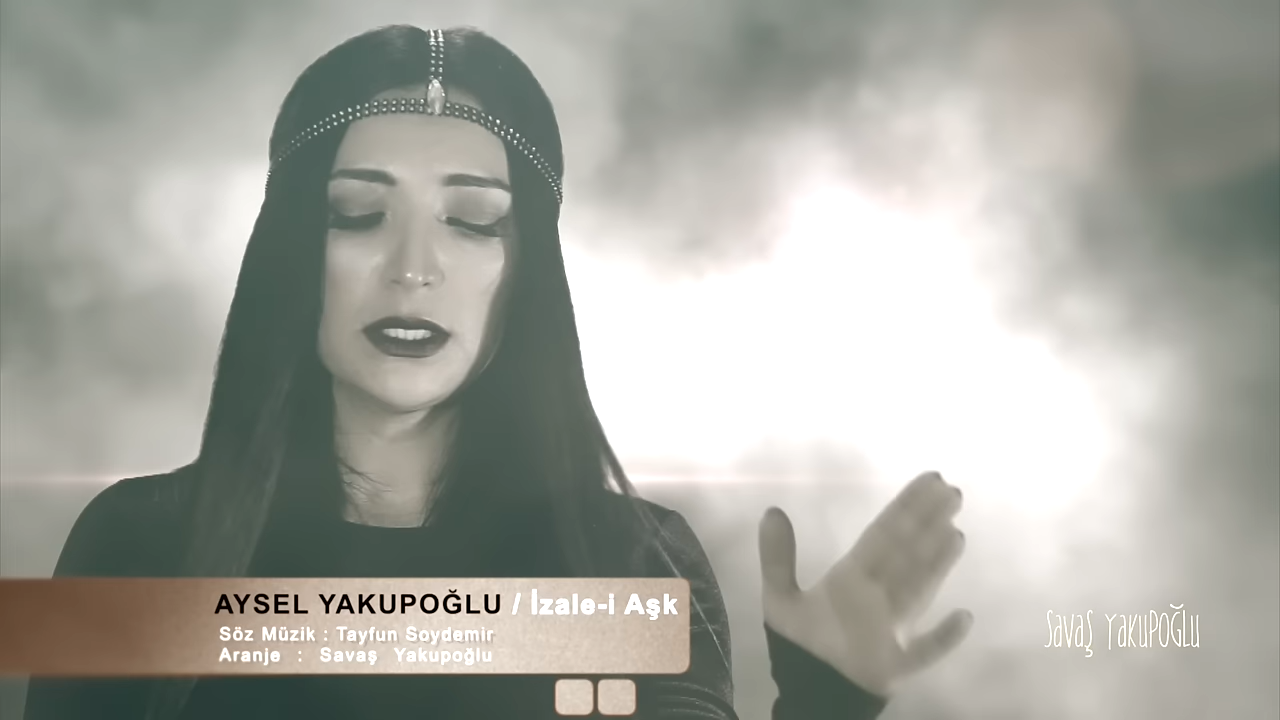 AYSEL YAKUPOĞLU / İzale-i Aşk
Söz Müzik : Tayfun Soydemir
Aranje : Savaş Yakupoğlu
Savaş YakupOĞLU